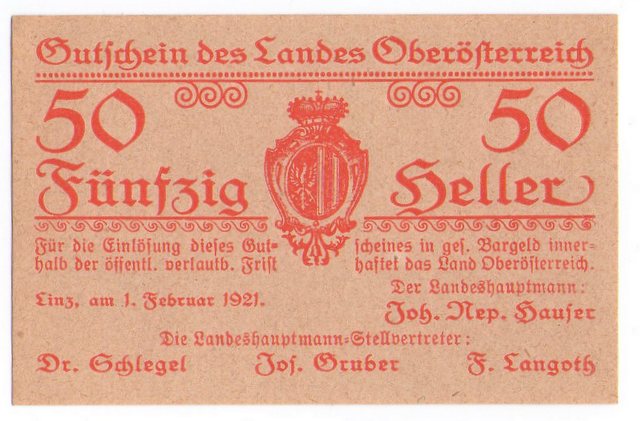 Gutschein des Landes Oberösterreich
50 50
Fünfzig Heller
Für die Einlösung dieses Gut- scheines in ges. Bargeld inner-
halb der öffentl. verlautb. Frist haftet das Land Oberösterreich.
Linz, am 1. Februar 1921.
Der Landeshauptmann:
Joh. Nep. Hauser
Die Landeshauptmann-Stellvertreter:
Dr. Schlegel Jos. Gruber F. Langoth